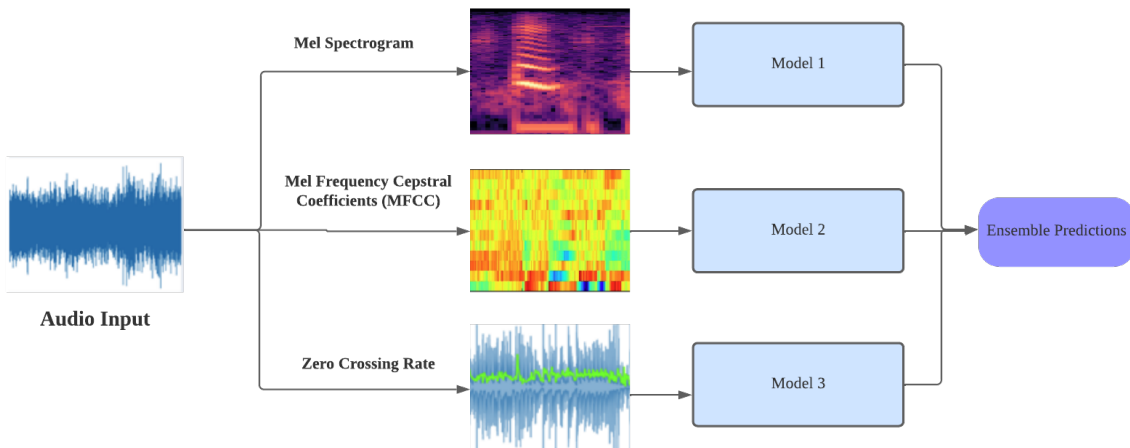 Mel Spectrogram
Model 1
Mel Frequency Cepstral
Coefficients (MFCC)
Model 2
Ensemble Predictions
Audio Input
Zero Crossing Rate
Model 3